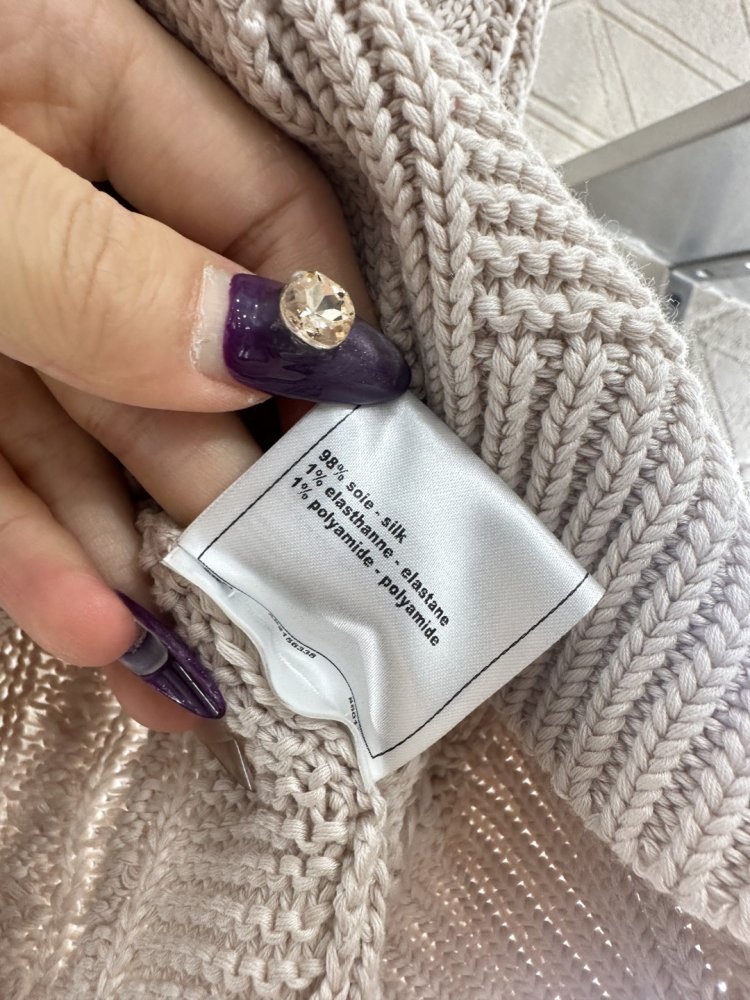 98% soie - silk
1% elasthanne - elastane
1% polyamide - polyamide